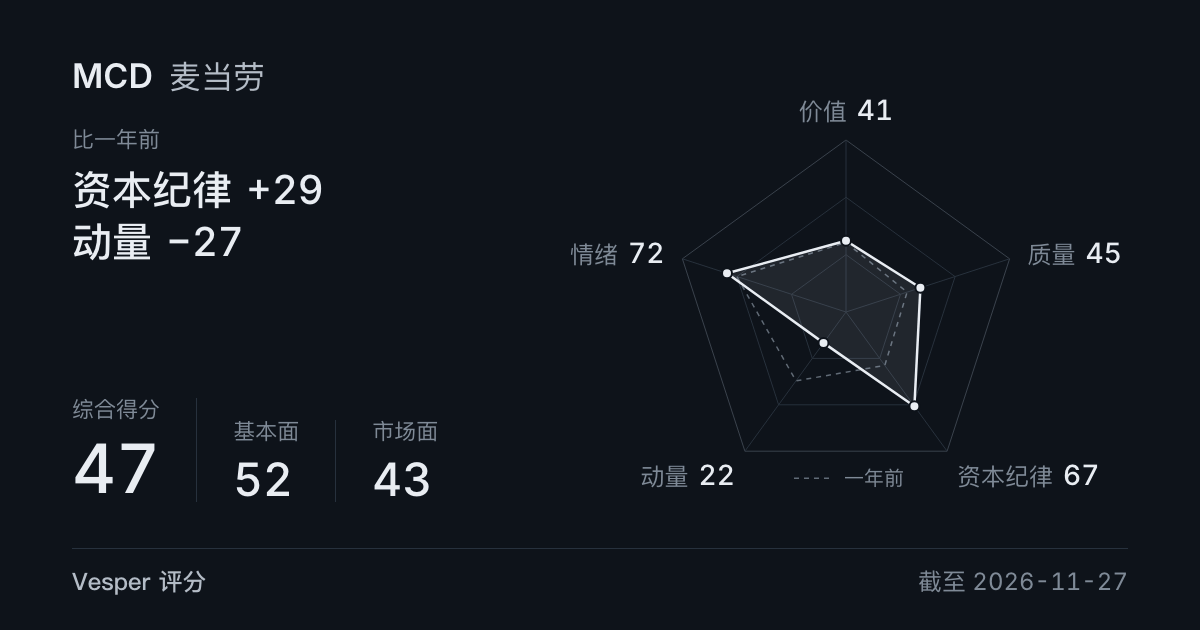 MCD 麦当劳
比一年前
资本纪律 +29
动量 −27
综合得分
47
基本面
52
市场面
43
价值 41
质量 45
资本纪律 67
动量 22
情绪 72
一年前
Vesper 评分
截至 2026-11-27